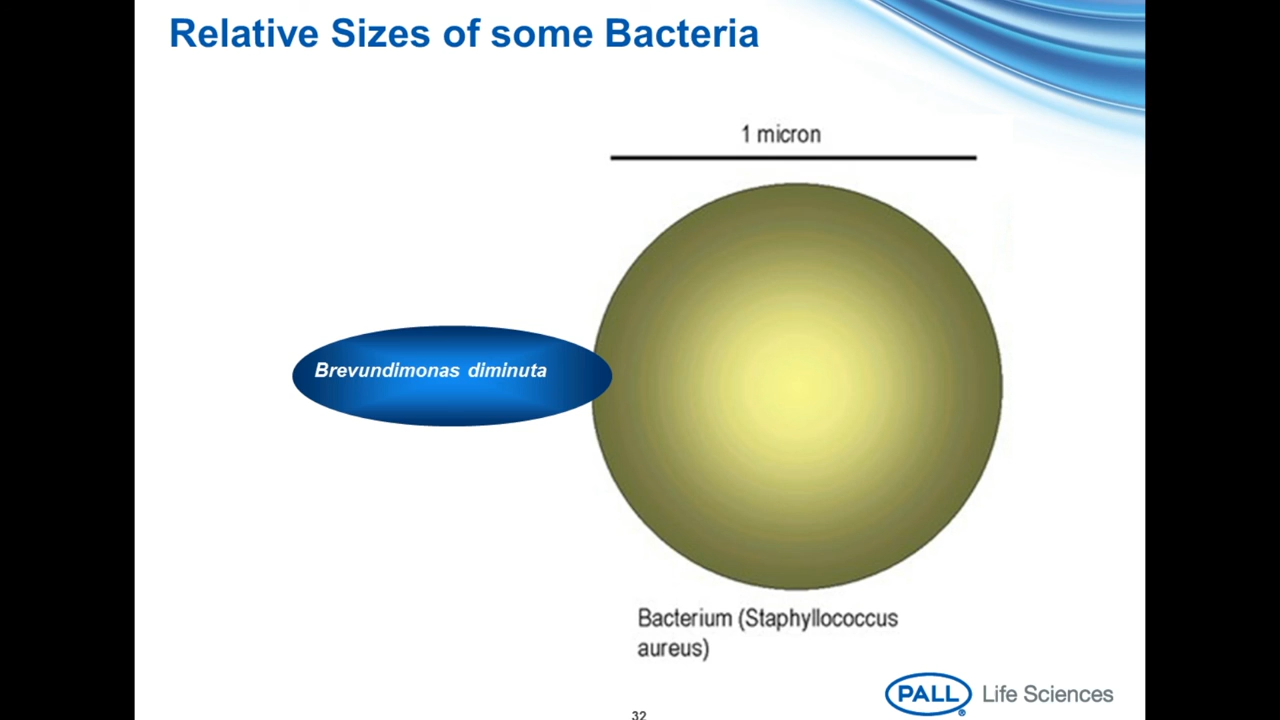 Relative Sizes of some Bacteria
1 micron
Brevundimonas diminuta
Bacterium (Staphyllococcus
aureus)
PALL Life Sciences
32